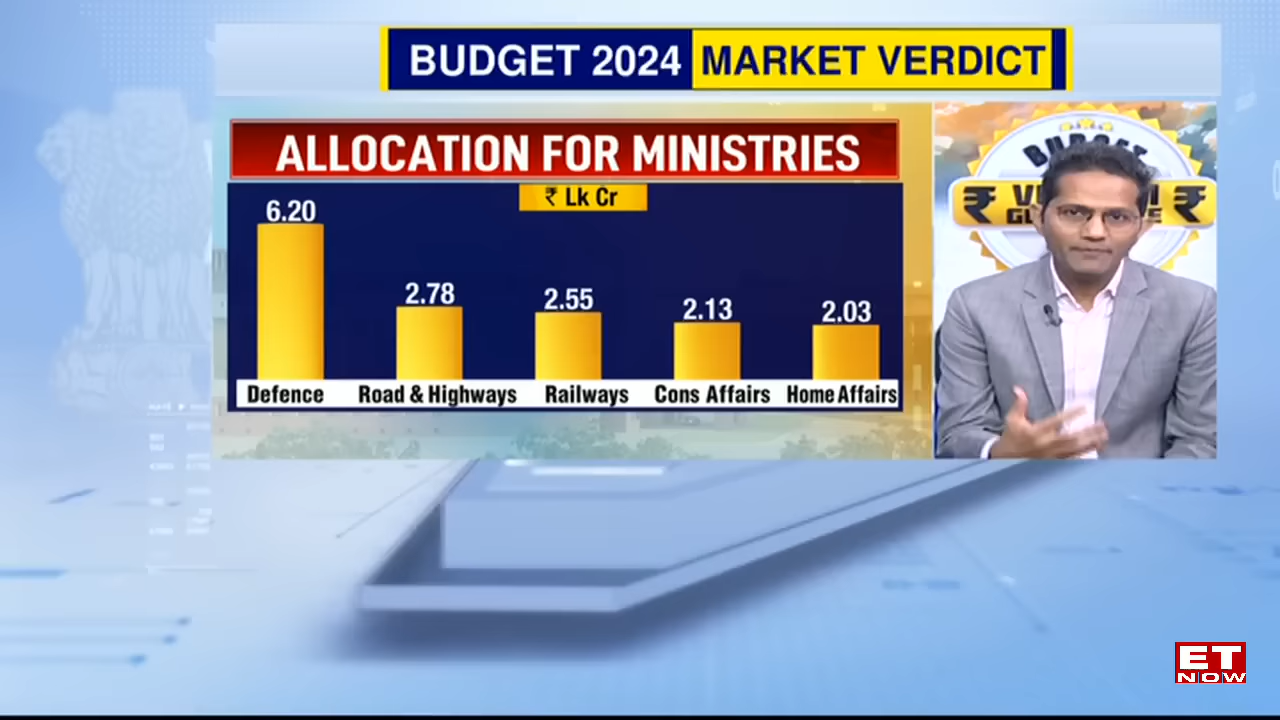 BUDGET 2024 MARKET VERDICT
ALLOCATION FOR MINISTRIES
₹ Lk Cr
6.20
2.78
2.55
2.13
2.03
Defence
Road & Highways
Railways
Cons Affairs
Home Affairs
BUDGET
₹
₹
ET
NOW